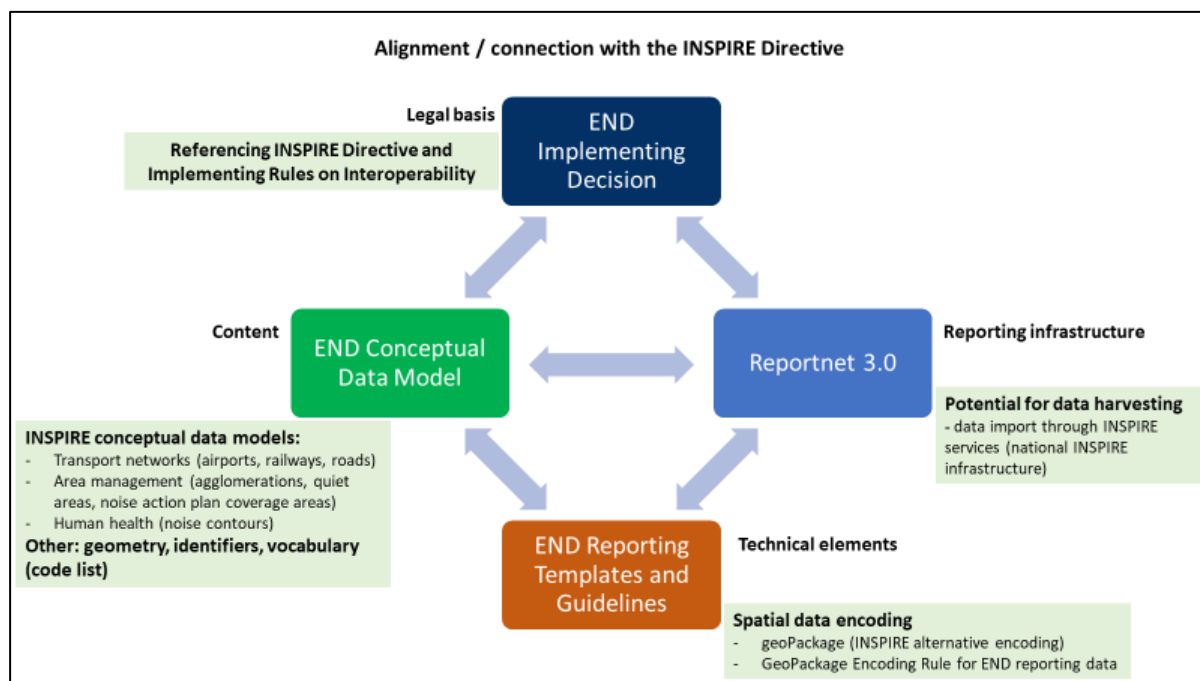 Alignment / connection with the INSPIRE Directive
Legal basis
END
Implementing
Decision
Referencing INSPIRE Directive and
Implementing Rules on Interoperability
Content
END Conceptual
Data Model
Reportnet 3.0
Reporting infrastructure
INSPIRE conceptual data models:
- Transport networks (airports, railways, roads)
- Area management (agglomerations, quiet
areas, noise action plan coverage areas)
- Human health (noise contours)
Other: geometry, identifiers, vocabulary
(code list)
Potential for data harvesting
- data import through INSPIRE
services (national INSPIRE
infrastructure)
END Reporting
Templates and
Guidelines
Technical elements
Spatial data encoding
- geoPackage (INSPIRE alternative encoding)
- GeoPackage Encoding Rule for END reporting data